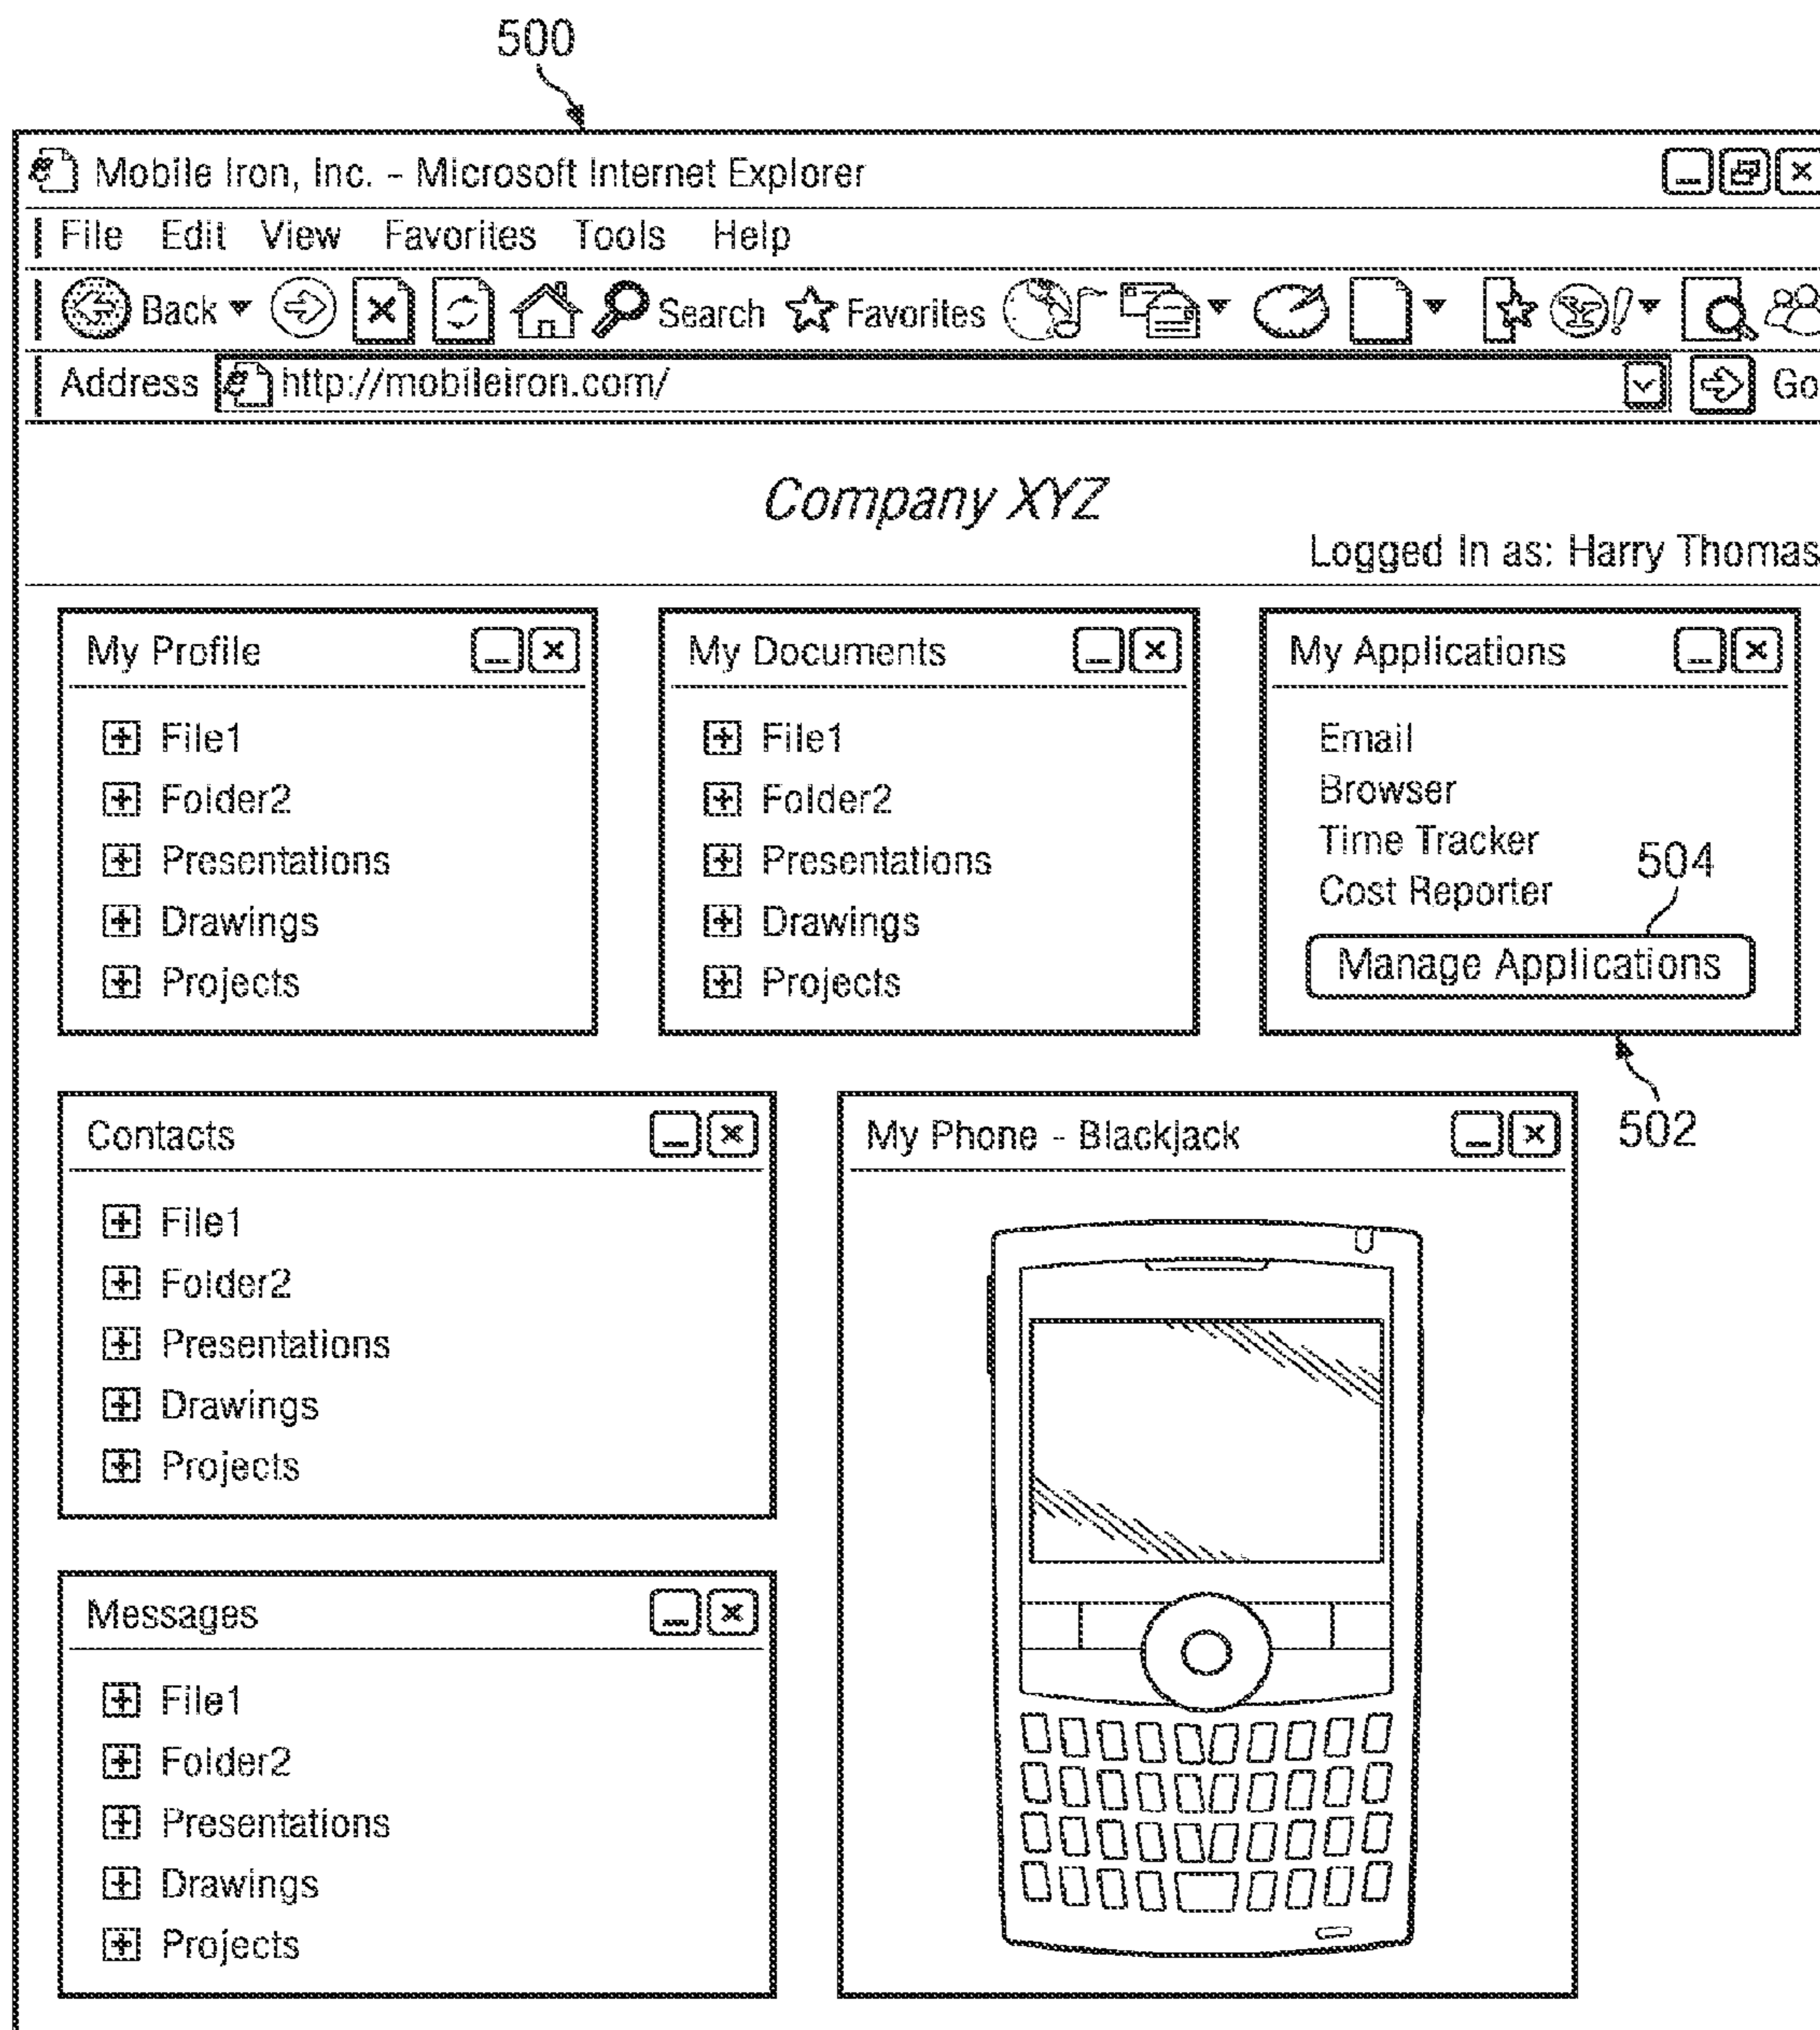 500
Mobile Iron, Inc. - Microsoft Internet Explorer
File Edit View Favorites Tools Help
Back Search Favorites
Address http://mobileiron.com/ Go
Company XYZ
Logged In as: Harry Thomas
My Profile
File1
Folder2
Presentations
Drawings
Projects
My Documents
File1
Folder2
Presentations
Drawings
Projects
My Applications
Email
Browser
Time Tracker
Cost Reporter
504
Manage Applications
502
Contacts
File1
Folder2
Presentations
Drawings
Projects
My Phone - Blackjack
Messages
File1
Folder2
Presentations
Drawings
Projects